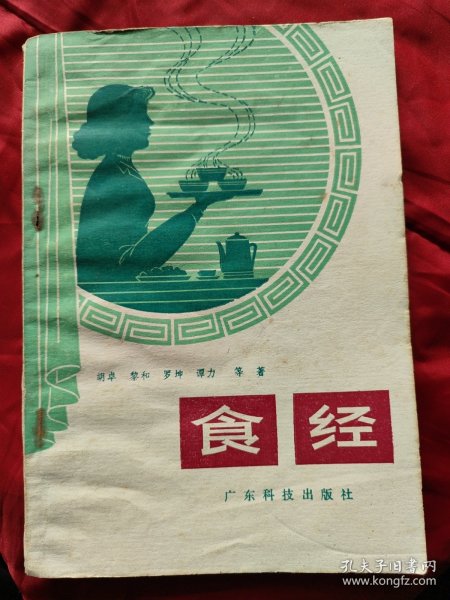 胡卓 黎和 罗坤 谭力 等著
食经
广东科技出版社
孔夫子旧书网
www.kongfz.com